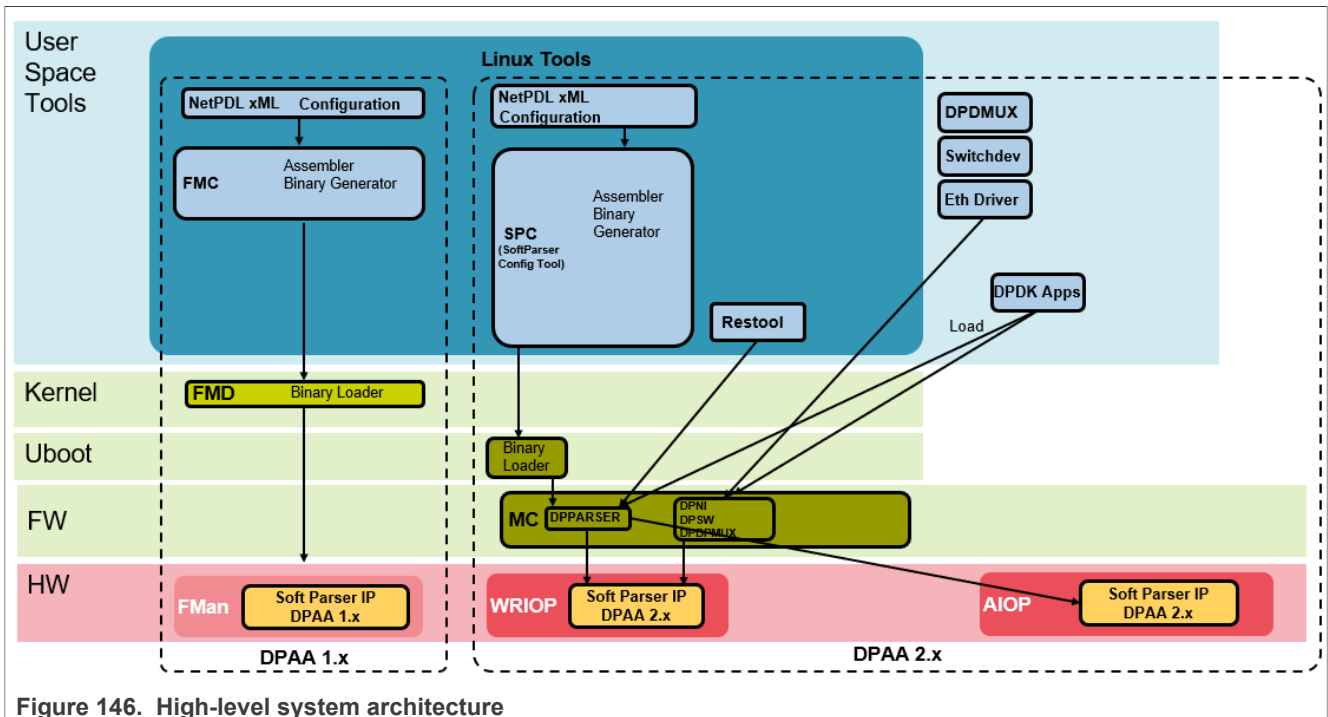 User
Space
Tools
Linux Tools
NetPDL xML Configuration
Assembler
Binary Generator
FMC
NetPDL xML
Configuration
Assembler
Binary
Generator
SPC
(SoftParser
Config Tool)
Restool
DPDMUX
Switchdev
Eth Driver
DPDK Apps
Load
Kernel
FMD Binary Loader
Uboot
Binary
Loader
FW
MC
DPPARSER
DPNI
DPSW
DPDPMUX
HW
FMan
Soft Parser IP
DPAA 1.x
WRIOP
Soft Parser IP
DPAA 2.x
AIOP
Soft Parser IP
DPAA 2.x
DPAA 1.x
DPAA 2.x
Figure 146. High-level system architecture